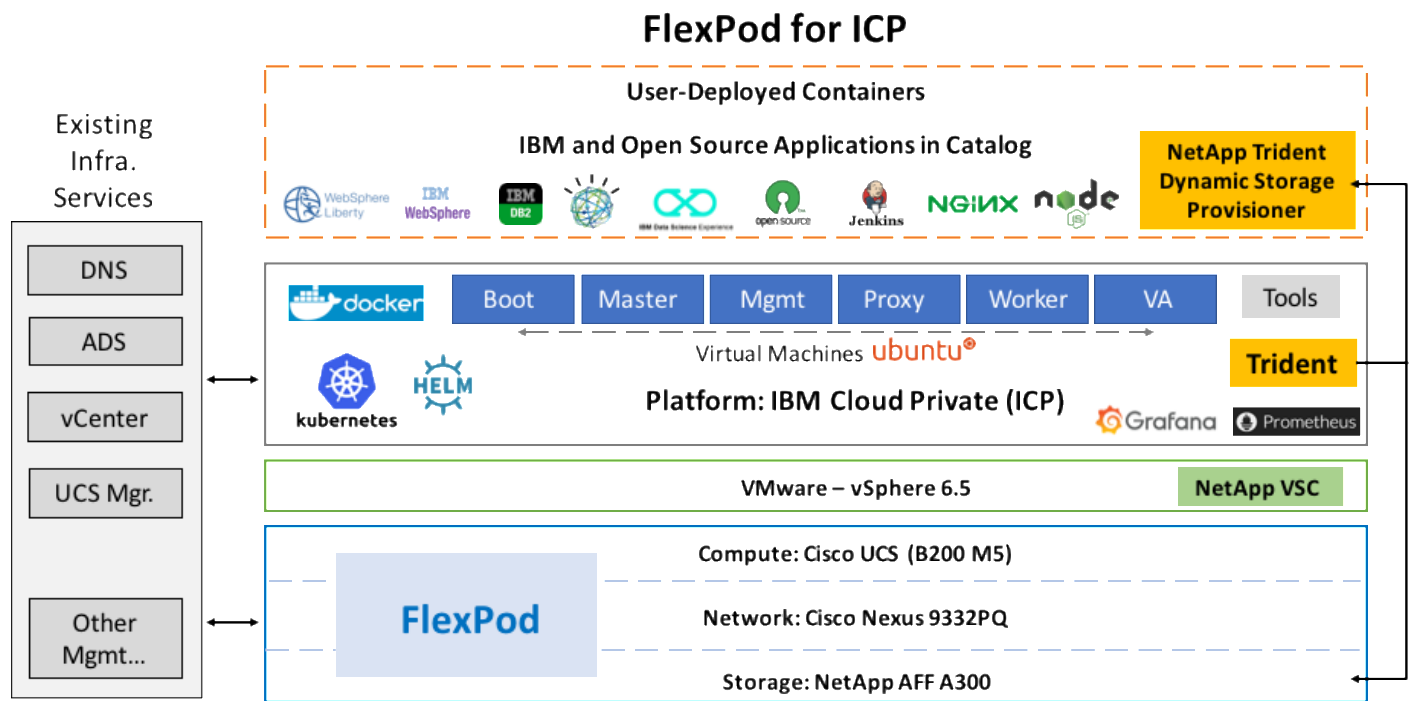 FlexPod for ICP
Existing
Infra.
Services
DNS
ADS
vCenter
UCS Mgr.
Other
Mgmt...
User-Deployed Containers
IBM and Open Source Applications in Catalog
WebSphere
Liberty
IBM
WebSphere
IBM
DB2
IBM Data Science Experience
open source
Jenkins
NGINX
node
JS
NetApp Trident
Dynamic Storage
Provisioner
docker
Boot
Master
Mgmt
Proxy
Worker
VA
Tools
Virtual Machines ubuntu
kubernetes
HELM
Platform: IBM Cloud Private (ICP)
Trident
Grafana
Prometheus
VMware – vSphere 6.5
NetApp VSC
FlexPod
Compute: Cisco UCS (B200 M5)
Network: Cisco Nexus 9332PQ
Storage: NetApp AFF A300